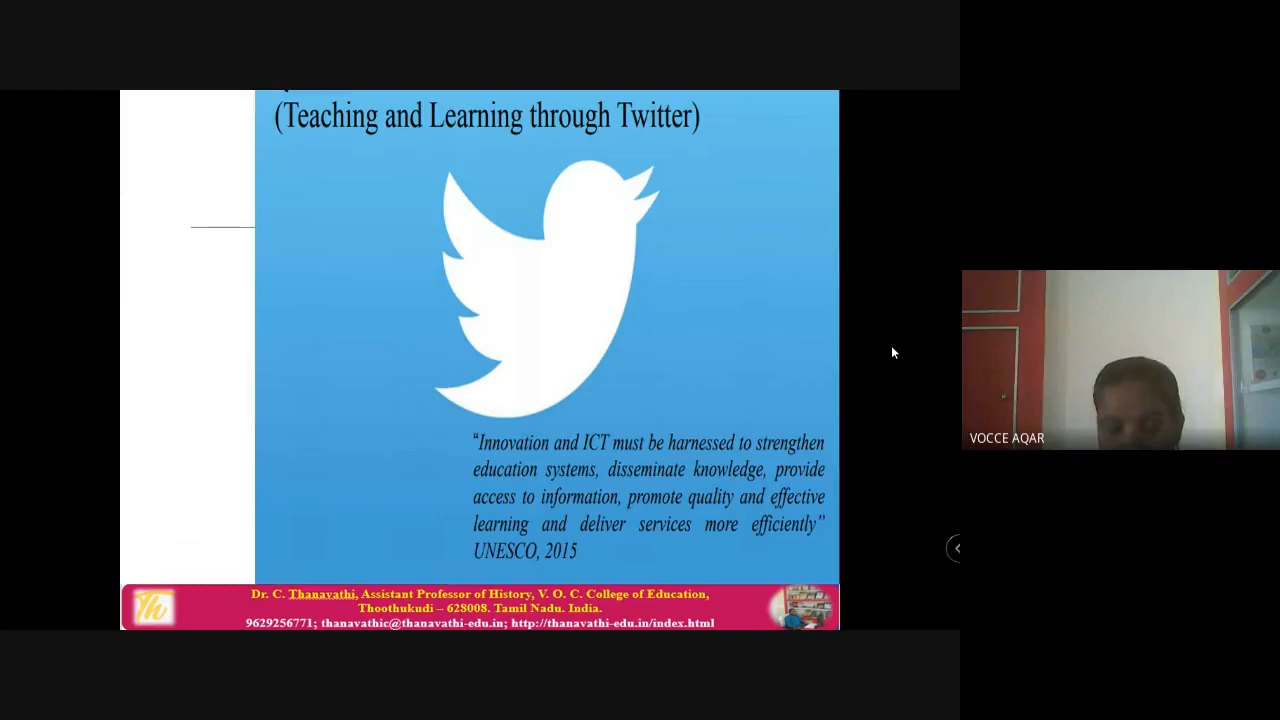 (Teaching and Learning through Twitter)
“Innovation and ICT must be harnessed to strengthen
education systems, disseminate knowledge, provide
access to information, promote quality and effective
learning and deliver services more efficiently”
UNESCO, 2015
VOCCE AQAR
Th
Dr. C. Thanavathi, Assistant Professor of History, V. O. C. College of Education,
Thoothukudi – 628008. Tamil Nadu. India.
9629256771; thanavathic@thanavathi-edu.in; http://thanavathi-edu.in/index.html